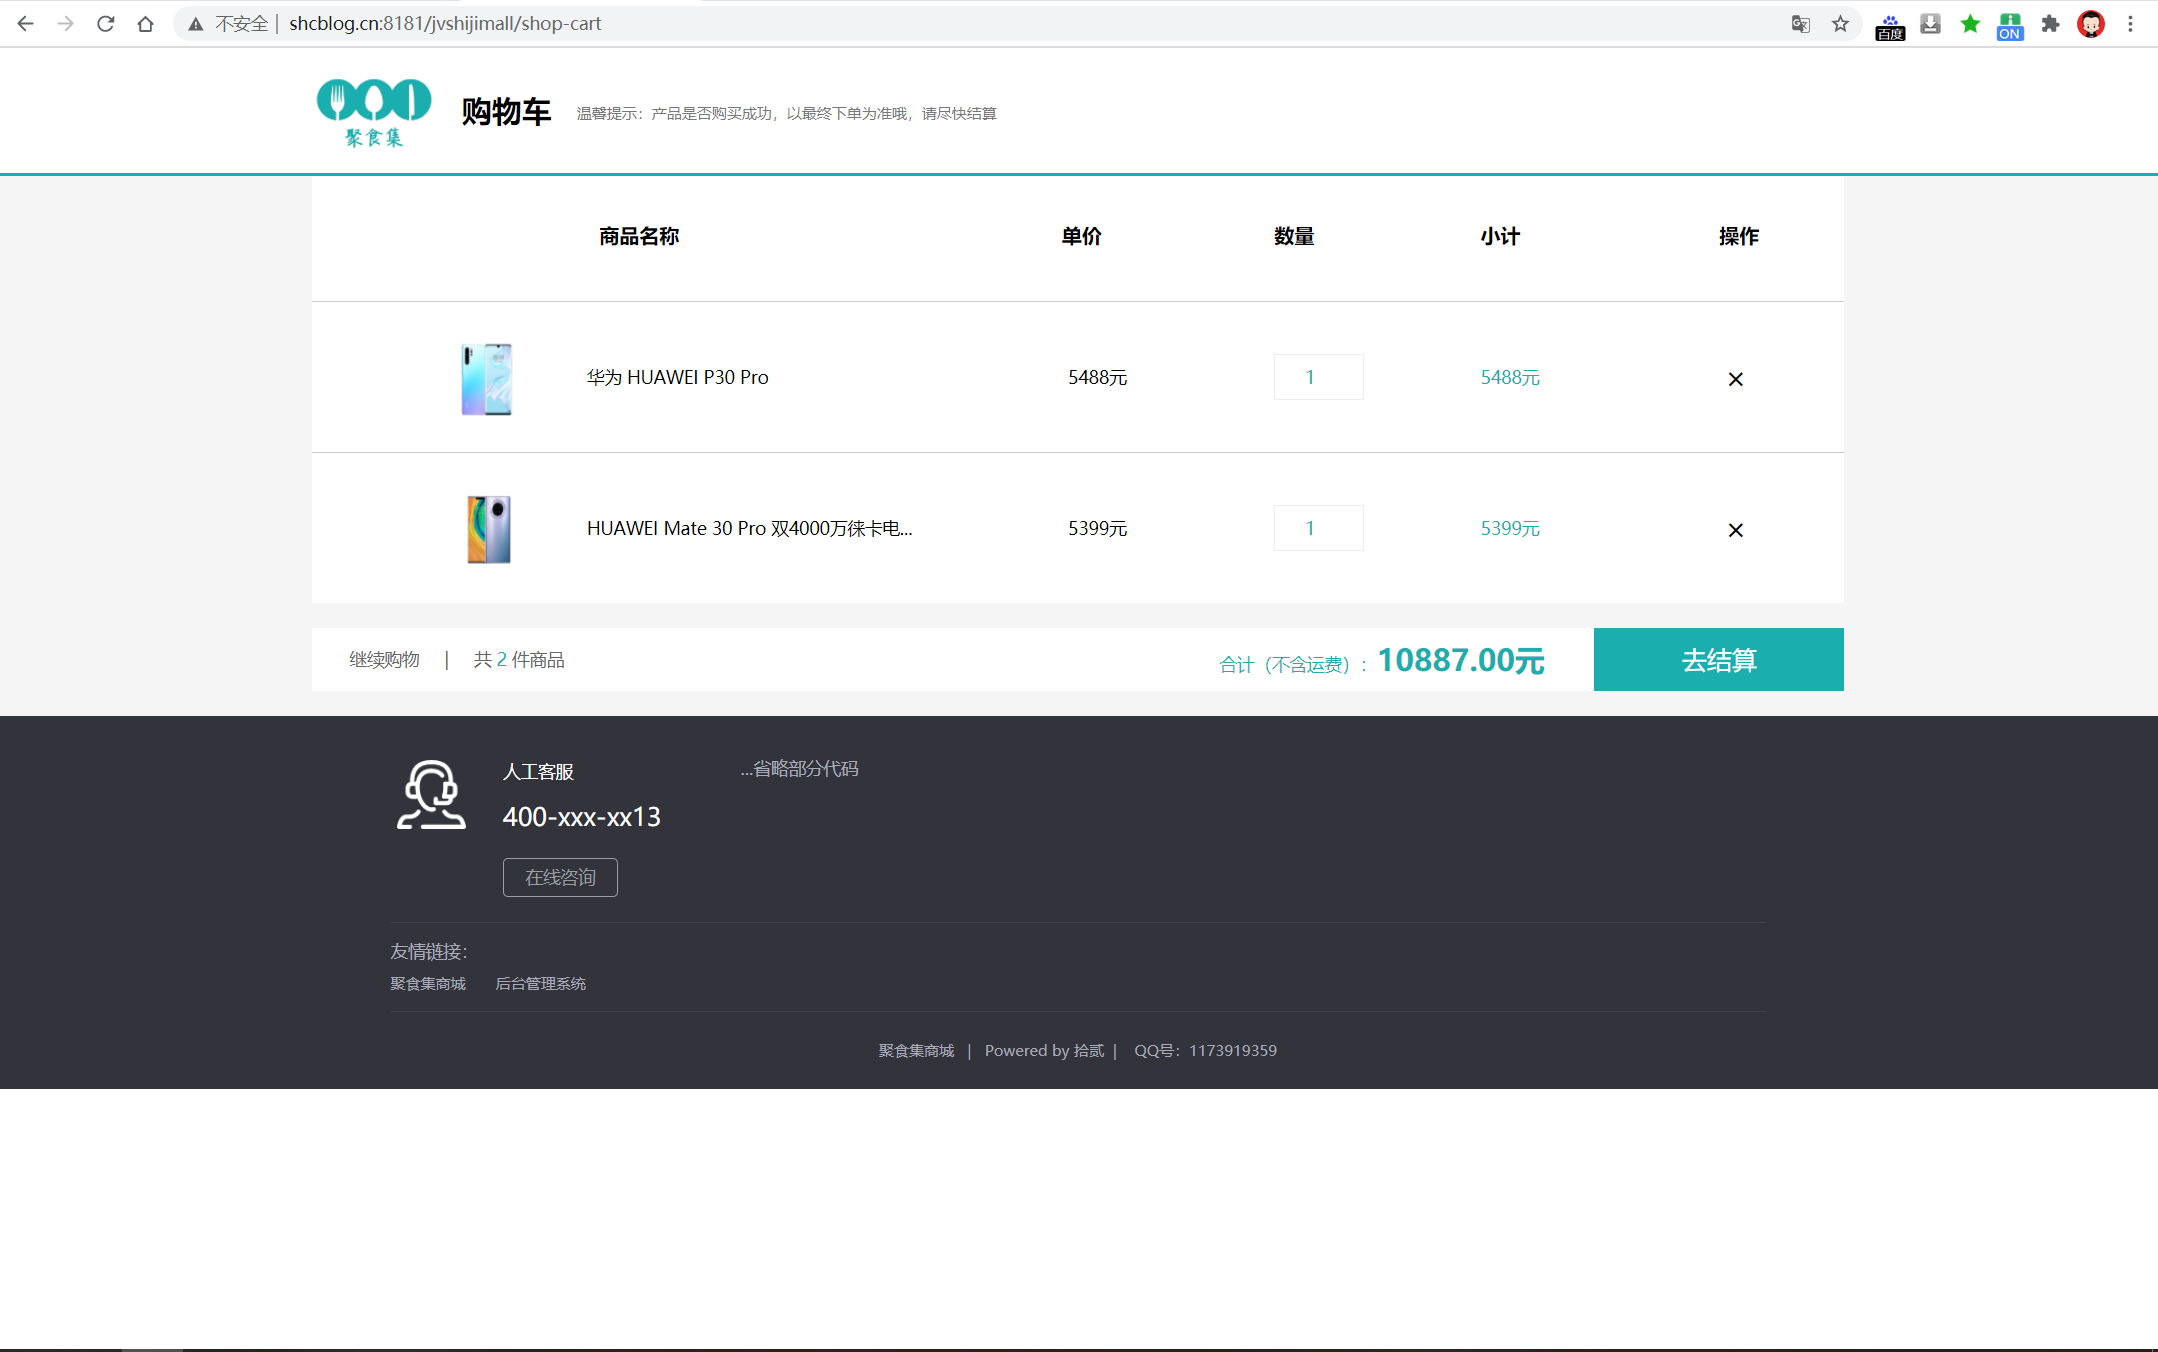 不安全 | shcblog.cn:8181/jvshijimall/shop-cart
百度
ON
聚食集
购物车 温馨提示：产品是否购买成功，以最终下单为准哦，请尽快结算
商品名称 单价 数量 小计 操作
华为 HUAWEI P30 Pro 5488元 1 5488元 ×
HUAWEI Mate 30 Pro 双4000万徕卡电... 5399元 1 5399元 ×
继续购物 | 共 2 件商品 合计（不含运费）：10887.00元 去结算
人工客服 ...省略部分代码
400-xxx-xx13
在线咨询
友情链接：
聚食集商城 后台管理系统
聚食集商城 | Powered by 拾贰 | QQ号：1173919359